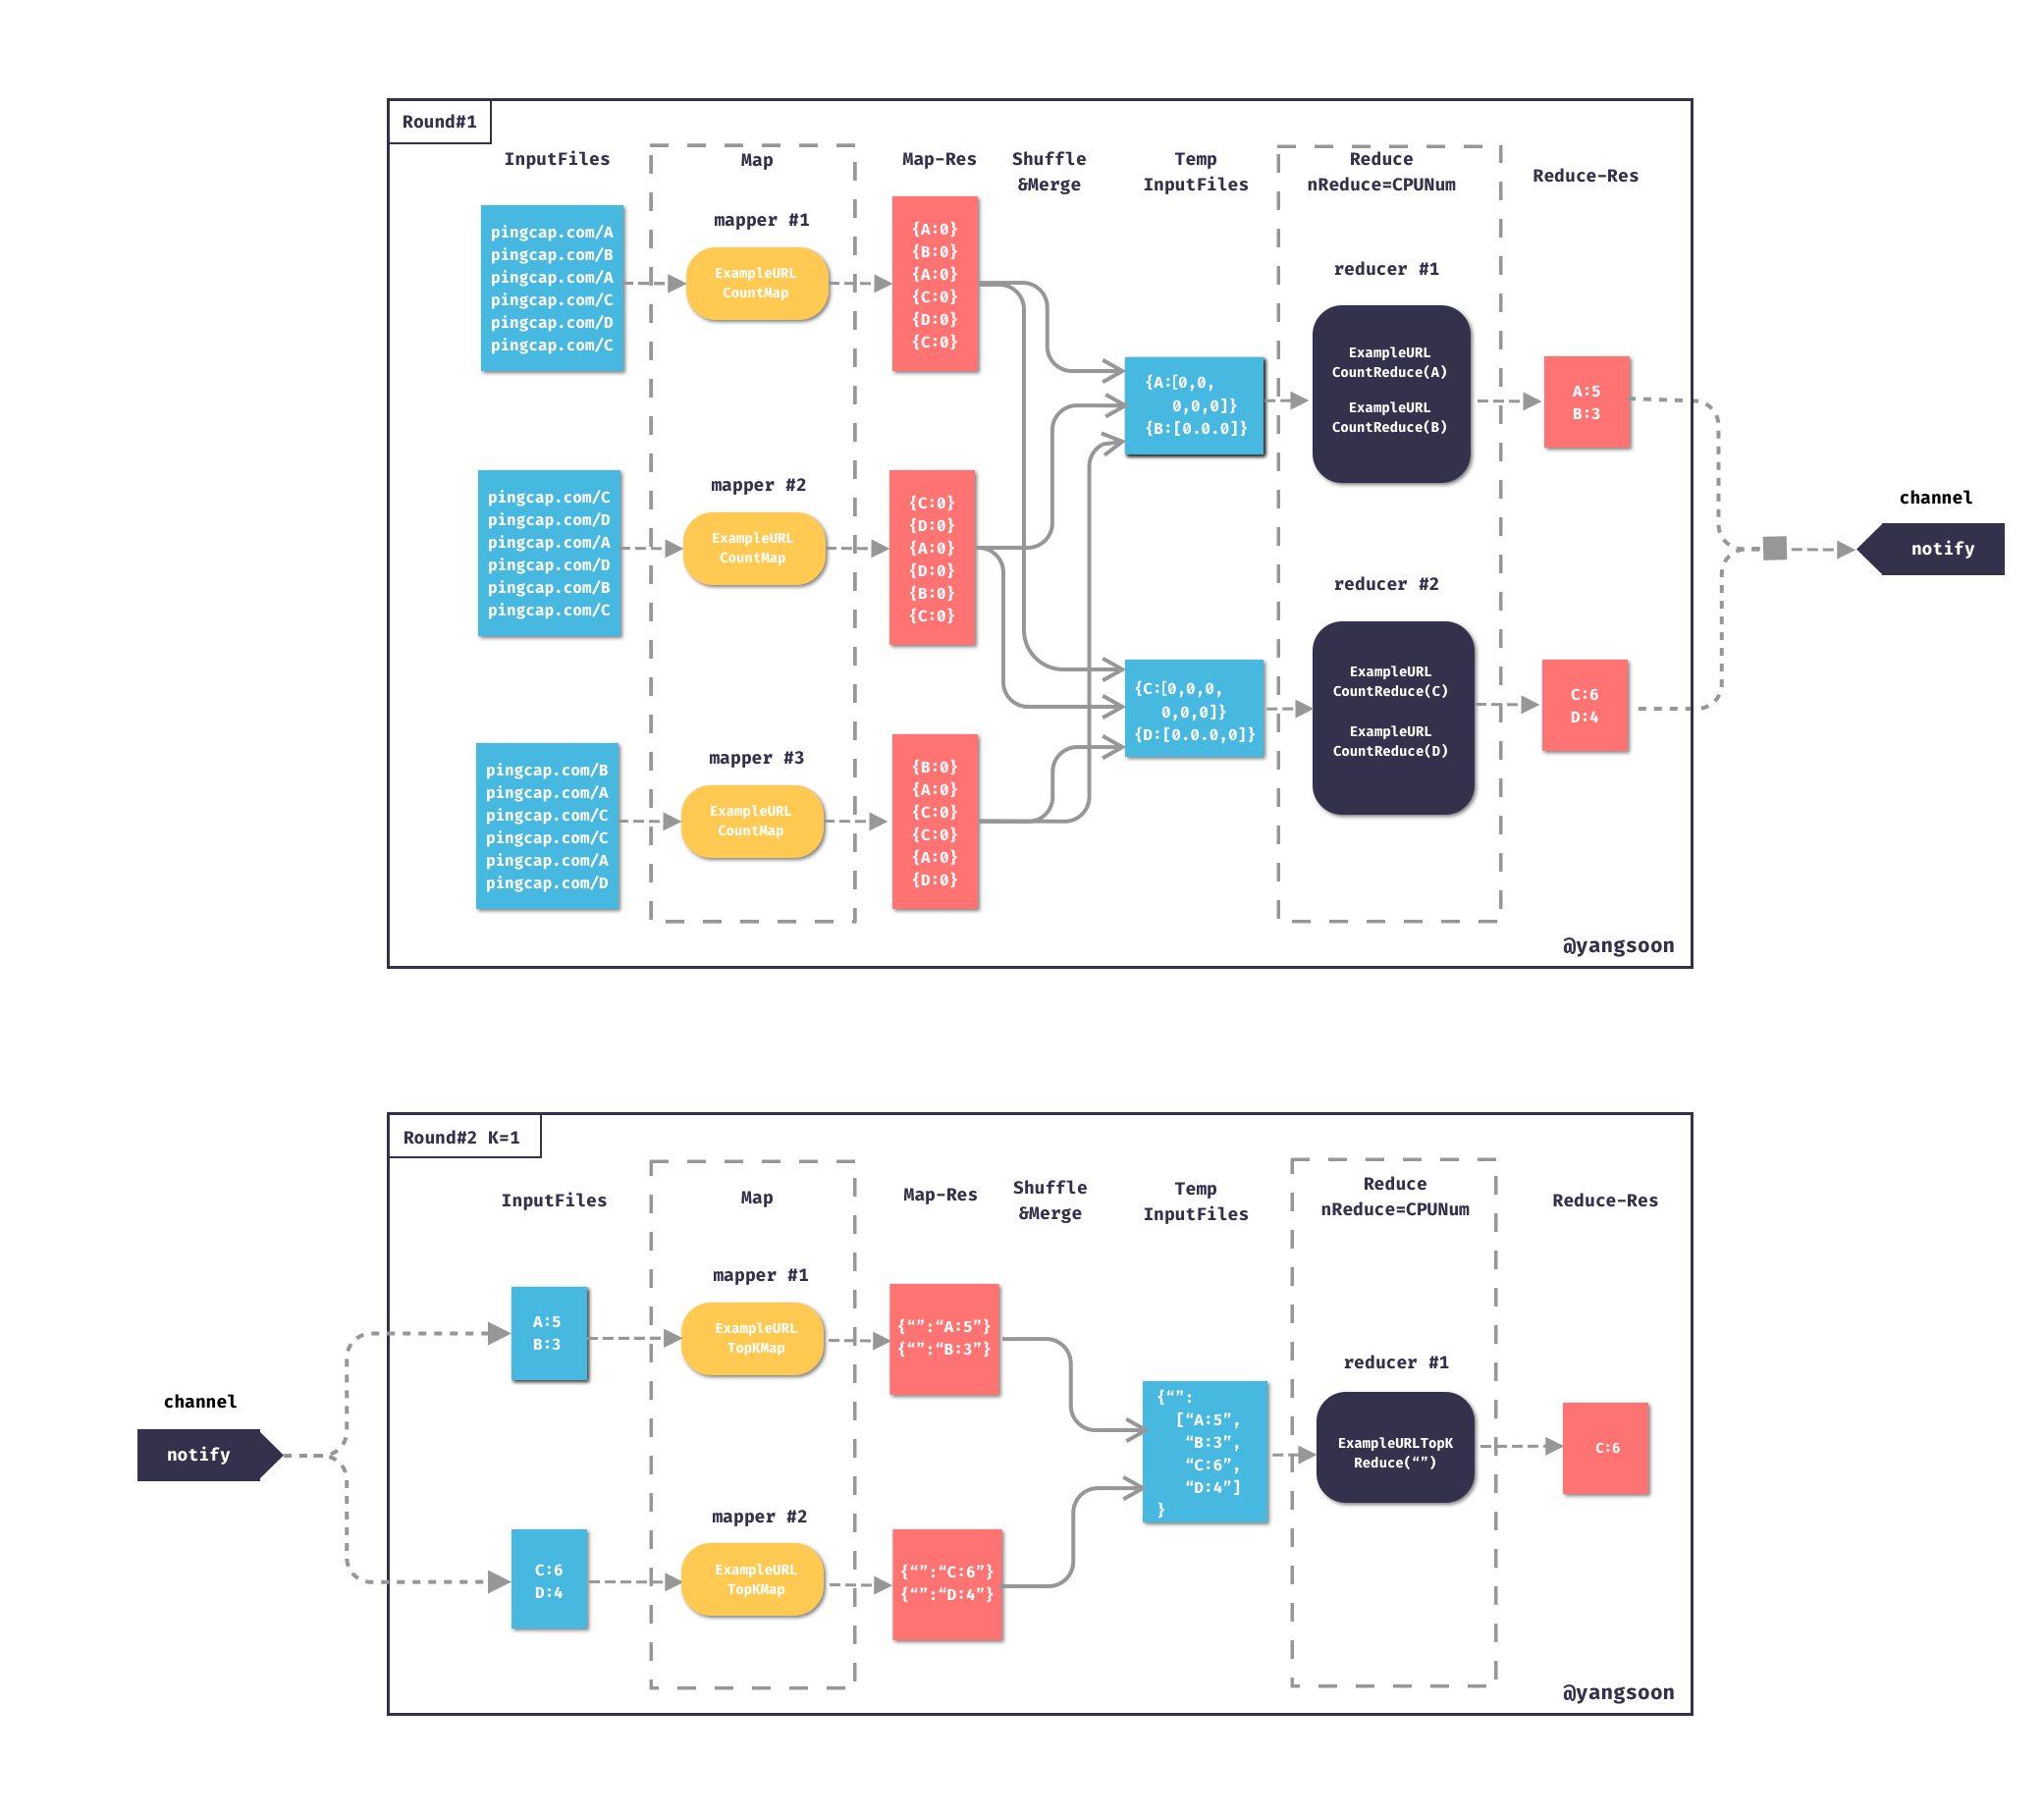 Round#1
InputFiles
Map
Map-Res
Shuffle
&Merge
Temp
InputFiles
Reduce
nReduce=CPUNum
Reduce-Res
pingcap.com/A
pingcap.com/B
pingcap.com/A
pingcap.com/C
pingcap.com/D
pingcap.com/C
mapper #1
ExampleURL
CountMap
{A:0}
{B:0}
{A:0}
{C:0}
{D:0}
{C:0}
pingcap.com/C
pingcap.com/D
pingcap.com/A
pingcap.com/D
pingcap.com/B
pingcap.com/C
mapper #2
ExampleURL
CountMap
{C:0}
{D:0}
{A:0}
{D:0}
{B:0}
{C:0}
pingcap.com/B
pingcap.com/A
pingcap.com/C
pingcap.com/C
pingcap.com/A
pingcap.com/D
mapper #3
ExampleURL
CountMap
{B:0}
{A:0}
{C:0}
{C:0}
{A:0}
{D:0}
{A:[0,0,
0,0,0]}
{B:[0.0.0]}
reducer #1
ExampleURL
CountReduce(A)
ExampleURL
CountReduce(B)
A:5
B:3
{C:[0,0,0,
0,0,0]}
{D:[0.0.0,0]}
reducer #2
ExampleURL
CountReduce(C)
ExampleURL
CountReduce(D)
C:6
D:4
channel
notify
@yangsoon
Round#2 K=1
InputFiles
Map
Map-Res
Shuffle
&Merge
Temp
InputFiles
Reduce
nReduce=CPUNum
Reduce-Res
channel
notify
A:5
B:3
mapper #1
ExampleURL
TopKMap
{“”:“A:5”}
{“”:“B:3”}
C:6
D:4
mapper #2
ExampleURL
TopKMap
{“”:“C:6”}
{“”:“D:4”}
{“”:
[“A:5”,
“B:3”,
“C:6”,
“D:4”]
}
reducer #1
ExampleURLTopK
Reduce(“”)
C:6
@yangsoon